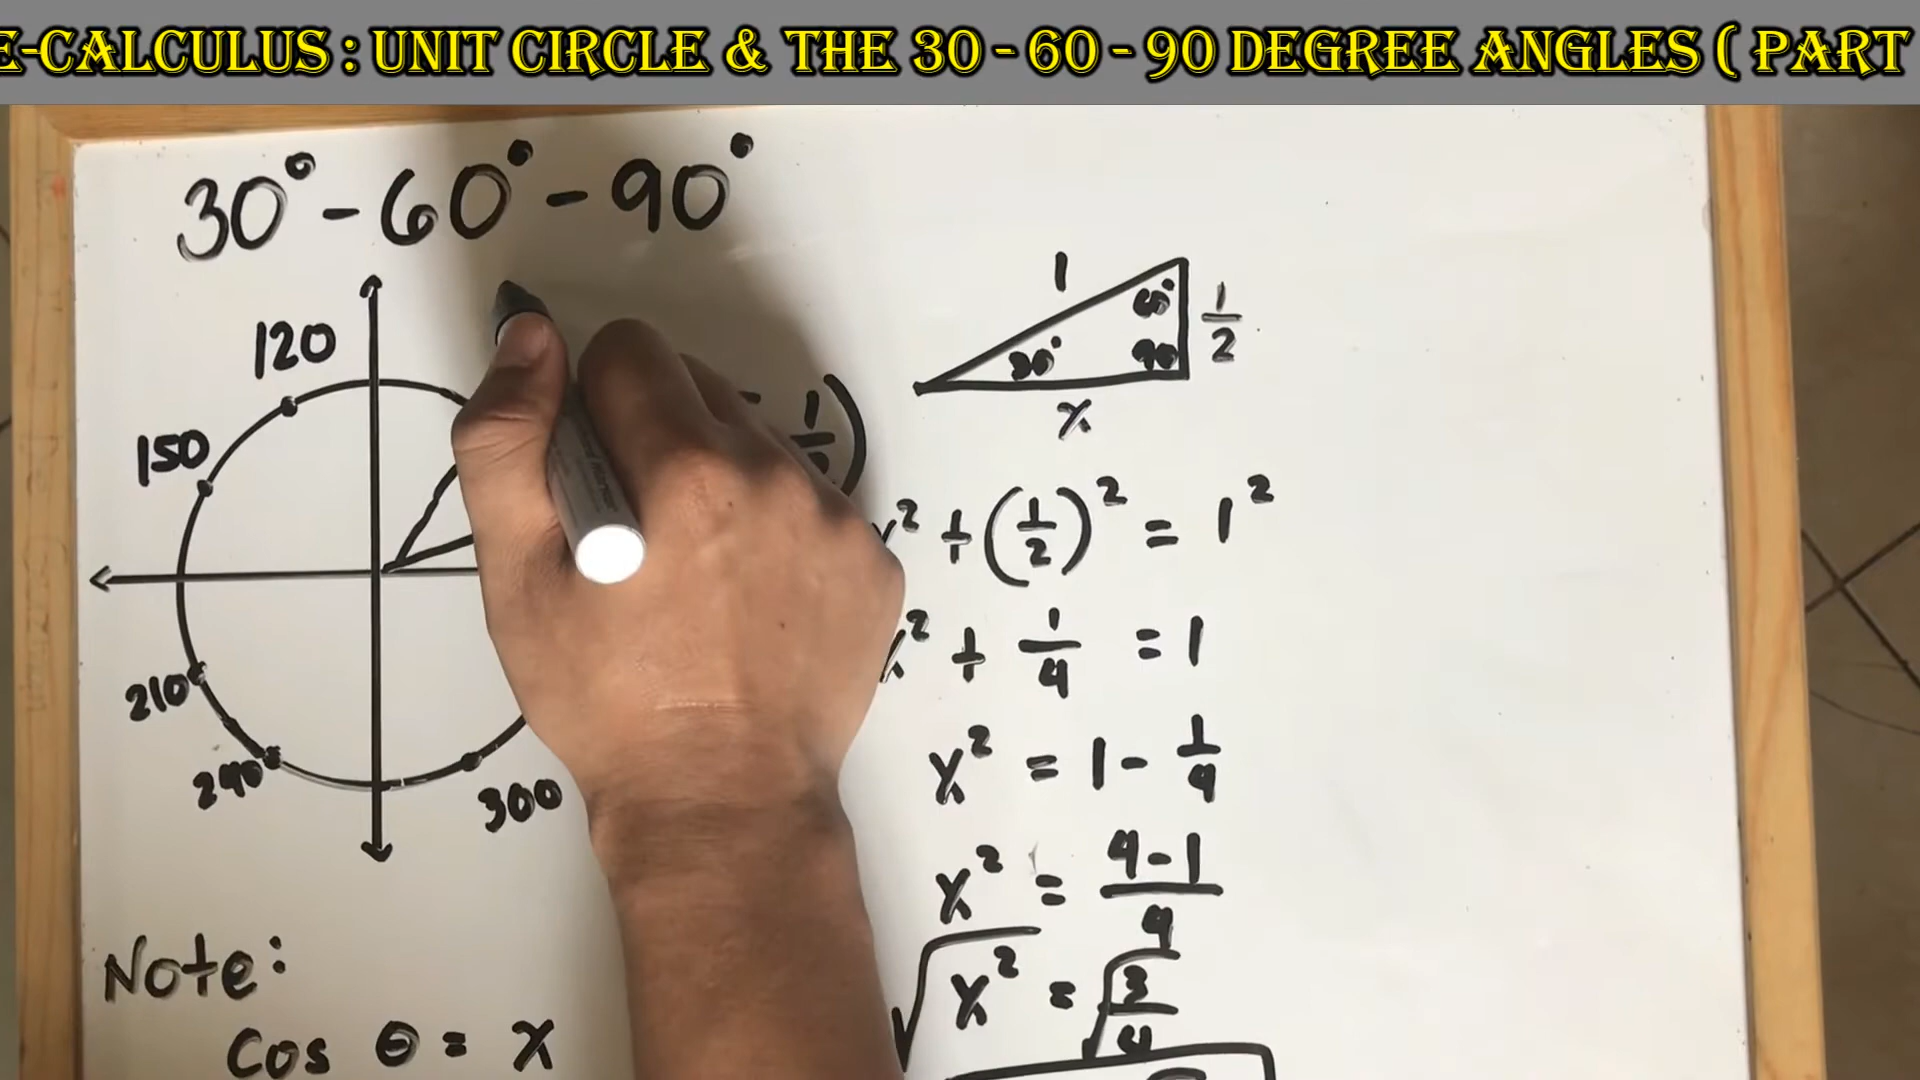 E-CALCULUS : UNIT CIRCLE & THE 30 - 60 - 90 DEGREE ANGLES ( PART
30° - 60° - 90°
120
150
210
240
300
Note:
Cos θ = x
1
60°
30°
90
1/2
x
x² + (1/2)² = 1²
x² + 1/4 = 1
x² = 1 - 1/4
x² = 4-1/4
√x² = √3/4